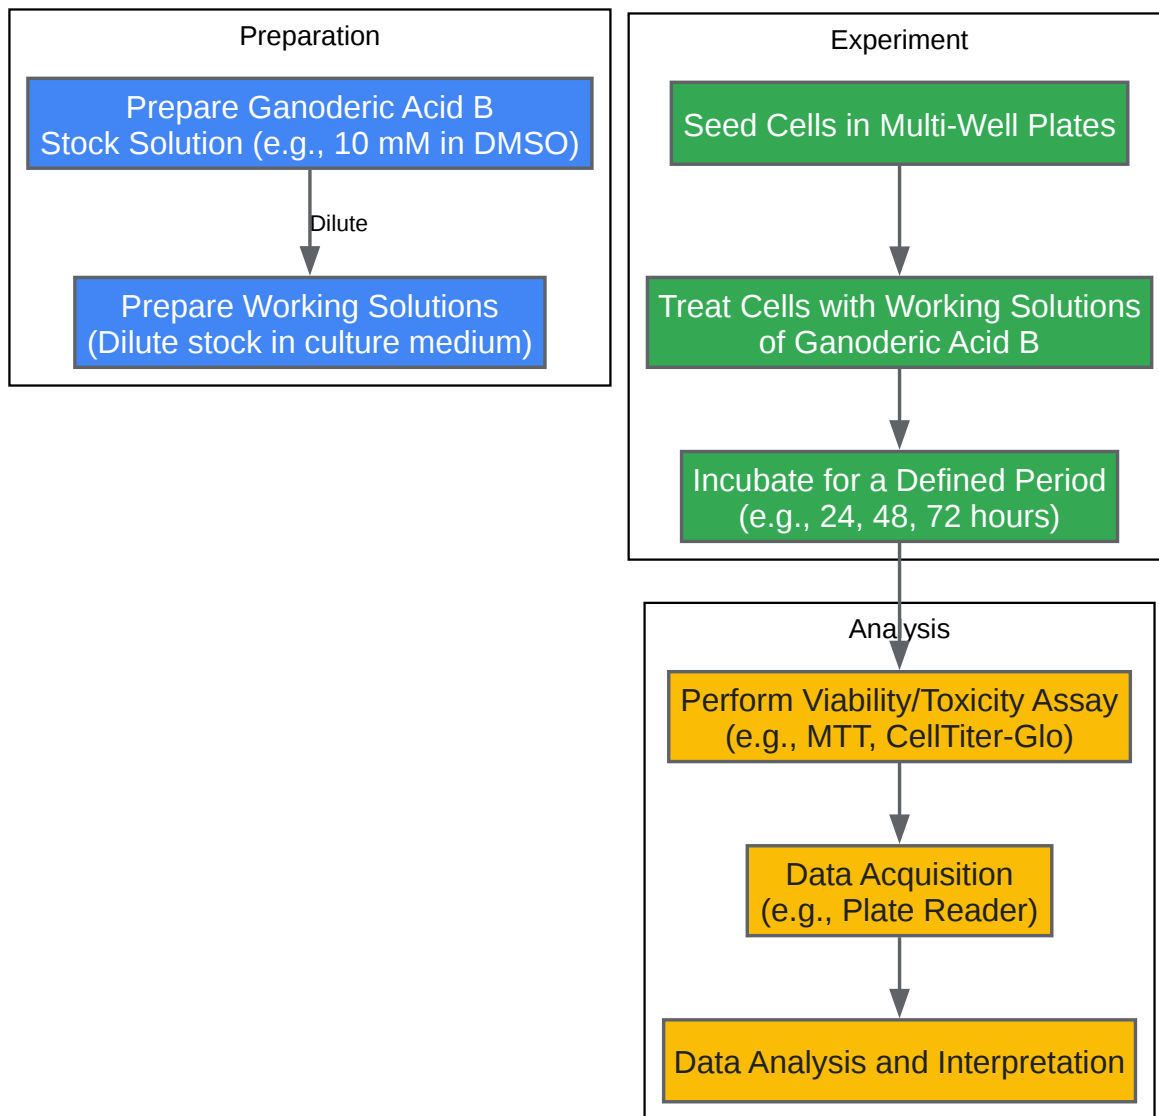 Preparation
Prepare Ganoderic Acid B
Stock Solution (e.g., 10 mM in DMSO)
Dilute
Prepare Working Solutions
(Dilute stock in culture medium)
Experiment
Seed Cells in Multi-Well Plates
Treat Cells with Working Solutions
of Ganoderic Acid B
Incubate for a Defined Period
(e.g., 24, 48, 72 hours)
Analysis
Perform Viability/Toxicity Assay
(e.g., MTT, CellTiter-Glo)
Data Acquisition
(e.g., Plate Reader)
Data Analysis and Interpretation